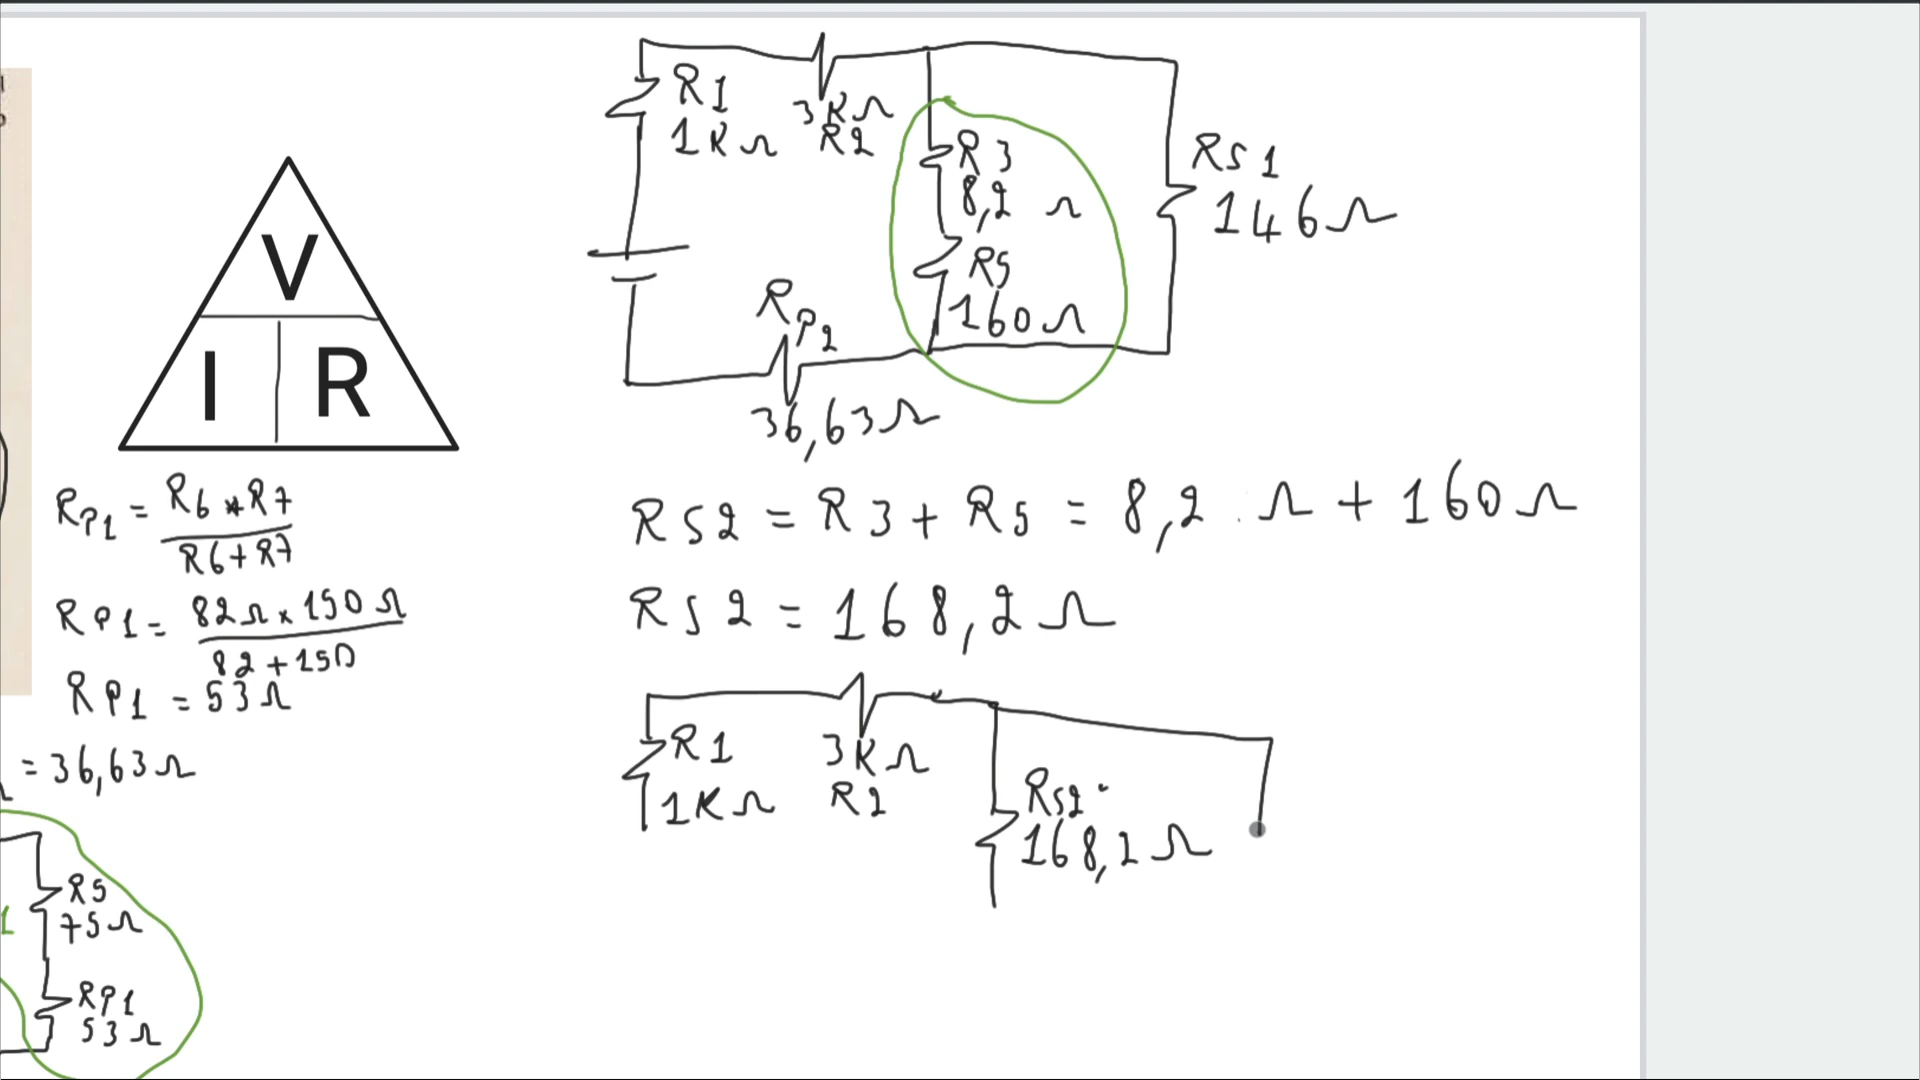 V
I R
RP1 = R6 * R7
R6 + R7
RP1 = 82Ω x 150Ω
82 + 150
RP1 = 53Ω
= 36,63Ω
R5
75Ω
RP1
53Ω
R1
1KΩ
3KΩ
R2
R3
8,2 Ω
R5
160Ω
RS1
146Ω
RP2
36,63Ω
RS2 = R3 + R5 = 8,2 Ω + 160Ω
RS2 = 168,2Ω
R1
1KΩ
3KΩ
R2
RS2
168,2Ω